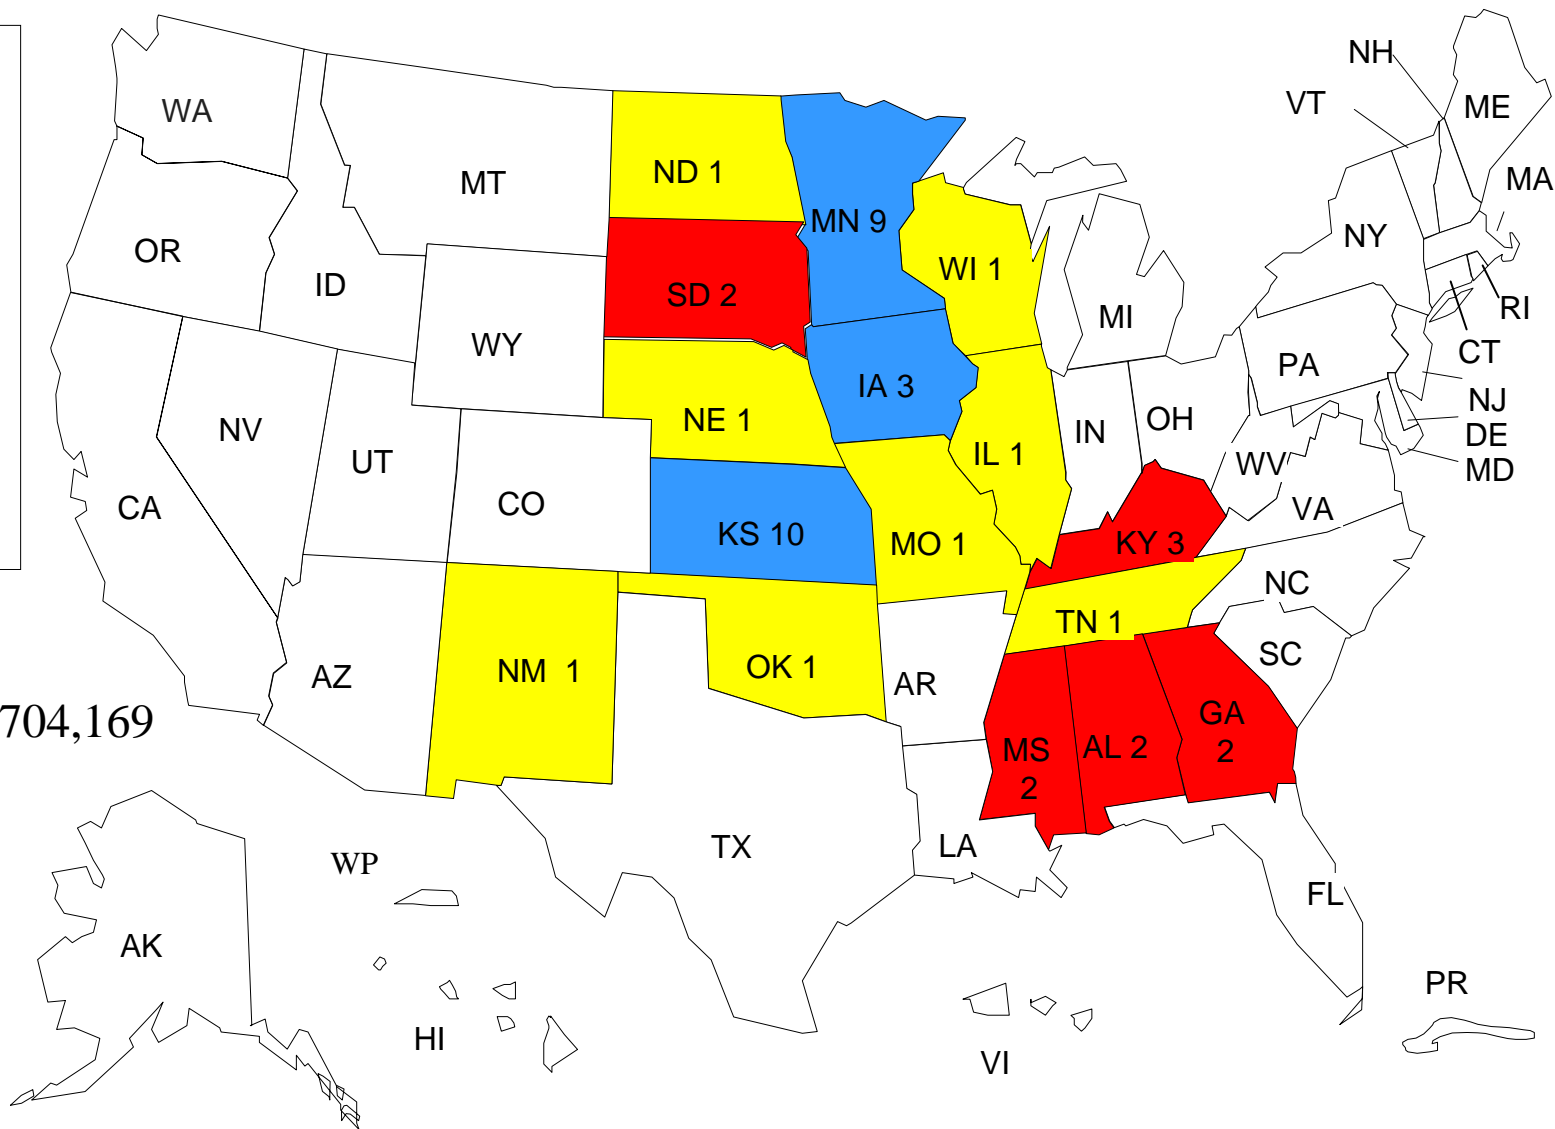 NH
VT
ME
WA
MT
ND 1
MA
MN 9
NY
OR
WI 1
ID
SD 2
RI
MI
WY
CT
PA
IA 3
NJ
NE 1
OH
NV
IN
DE
UT
IL 1
WV
MD
CO
CA
VA
KS 10
MO 1
KY 3
NC
TN 1
SC
AZ
NM 1
OK 1
AR
GA
2
704,169
MS
2
AL 2
TX
LA
WP
FL
AK
PR
HI
VI